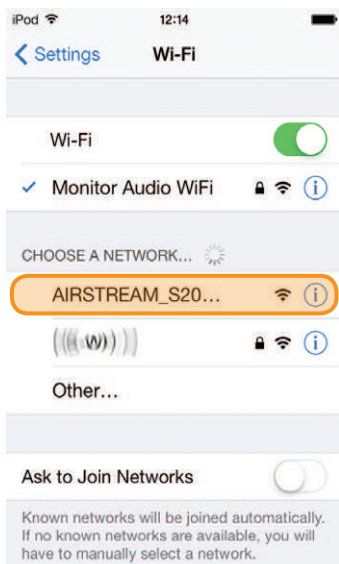 iPod 12:14
Settings Wi-Fi
Wi-Fi
Monitor Audio WiFi
CHOOSE A NETWORK...
AIRSTREAM_S20...
(((W)))
Other...
Ask to Join Networks
Known networks will be joined automatically.
If no known networks are available, you will
have to manually select a network.